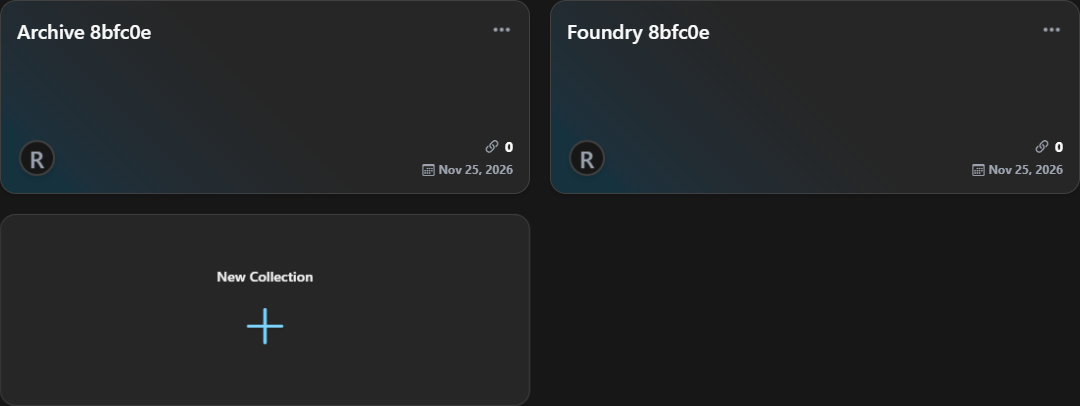 Archive 8bfc0e
R
0
Nov 25, 2026
Foundry 8bfc0e
R
0
Nov 25, 2026
New Collection